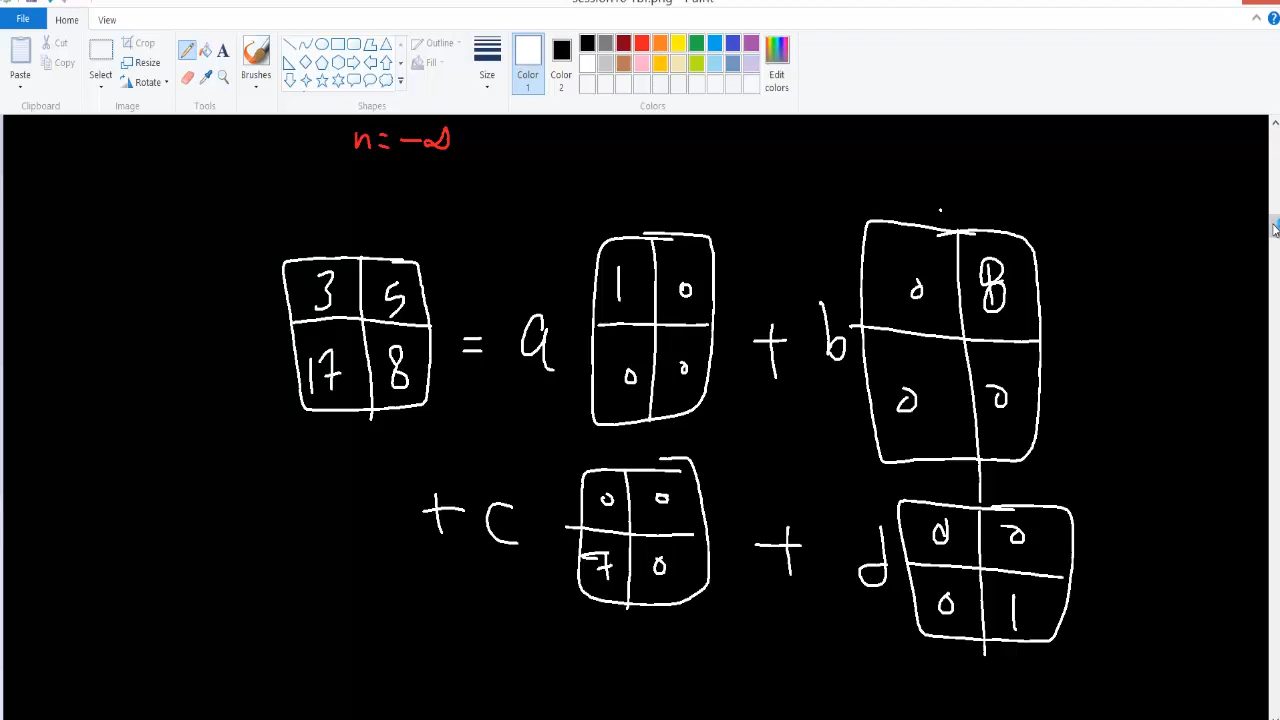 File Home View
Paste Cut Copy Clipboard
Select Crop Resize Rotate Image
A Tools
Brushes
Shapes
Outline Fill
Size
Color 1
Color 2
Edit colors
Colors
n = -∞
3 5 = a 1 0 + b 0 8
17 8 0 0 0 0
+ c 0 0 + d 0 0
7 0 0 1